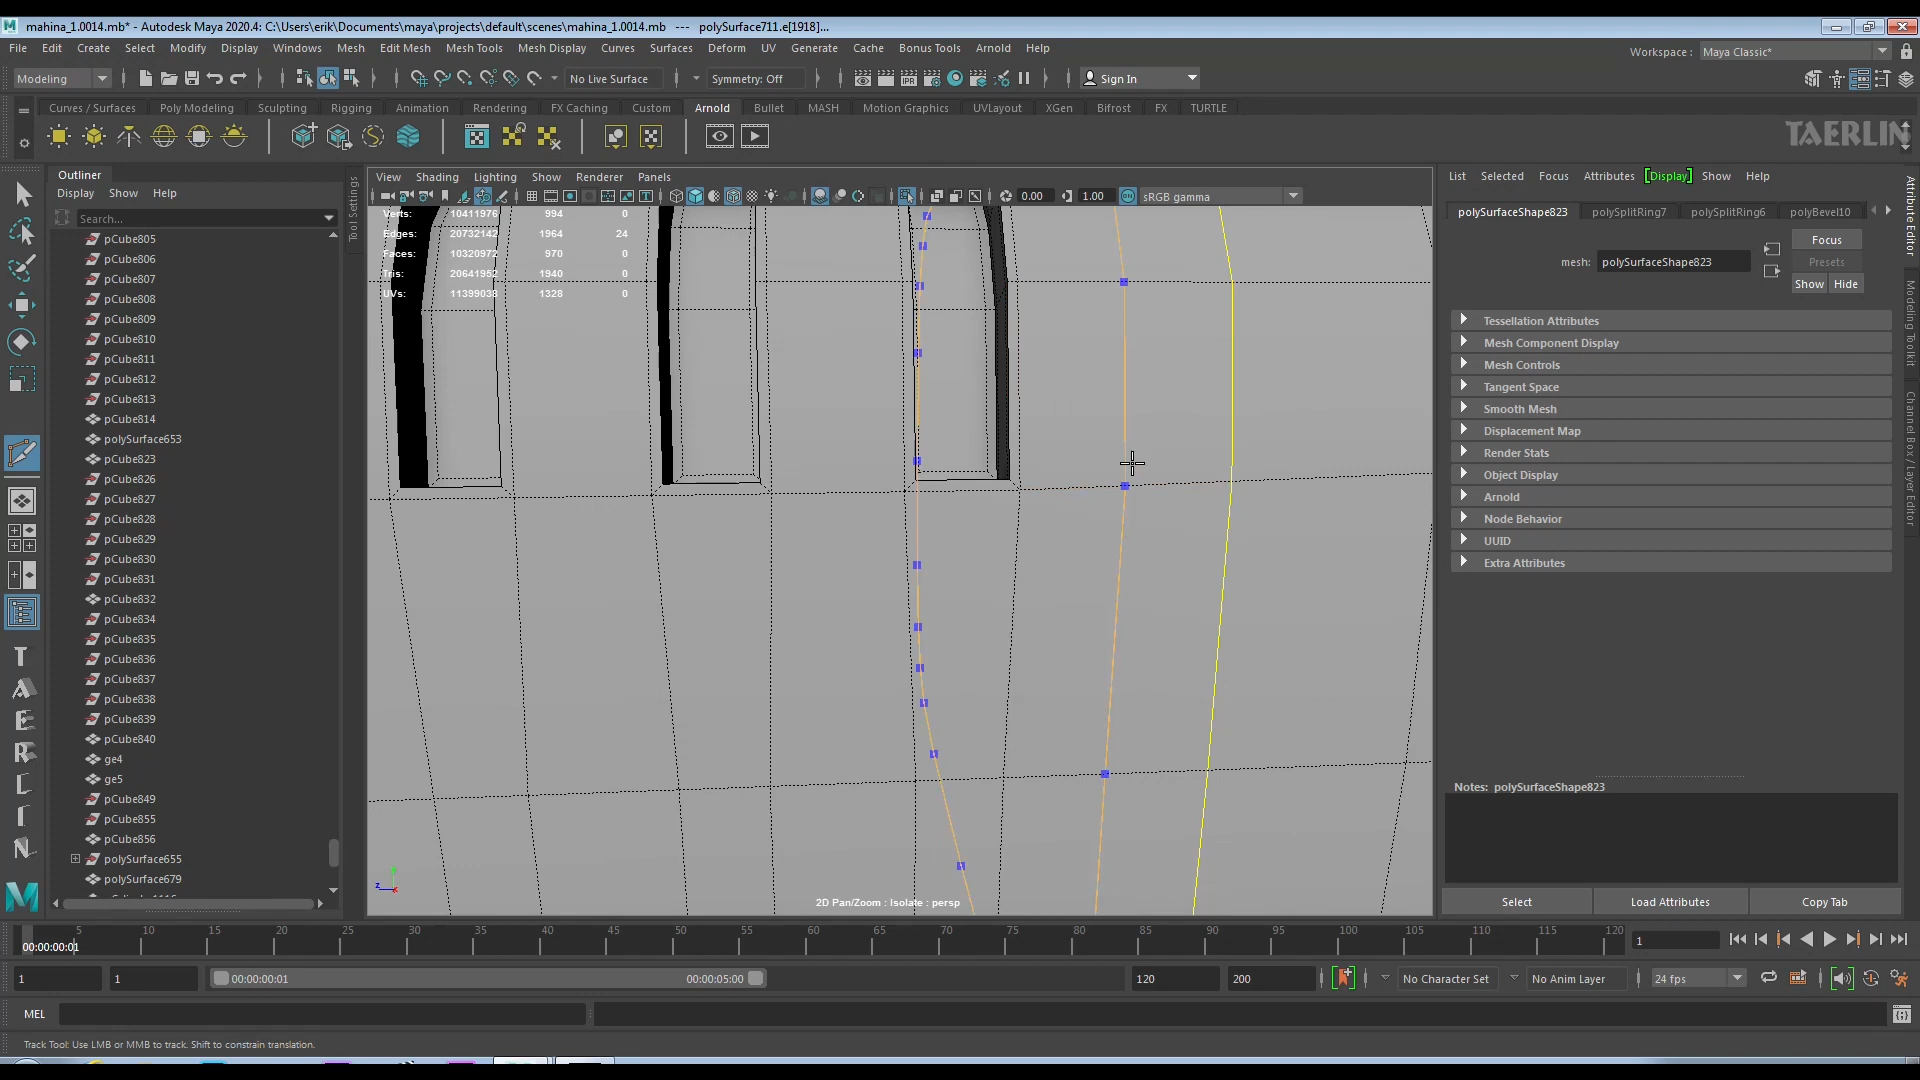 mahina_1.0014.mb* - Autodesk Maya 2020.4: C:\Users\erik\Documents\maya\projects\default\scenes\mahina_1.0014.mb --- polySurface711.e[1918]...
File Edit Create Select Modify Display Windows Mesh Edit Mesh Mesh Tools Mesh Display Curves Surfaces Deform UV Generate Cache Bonus Tools Arnold Help
Workspace : Maya Classic*
Modeling No Live Surface Symmetry: Off Sign In
Curves / Surfaces Poly Modeling Sculpting Rigging Animation Rendering FX Caching Custom Arnold Bullet MASH Motion Graphics UVLayout XGen Bifrost FX TURTLE
IPR
TAERLIN
Outliner
Display Show Help
Search...
pCube805
pCube806
pCube807
pCube808
pCube809
pCube810
pCube811
pCube812
pCube813
pCube814
polySurface653
pCube823
pCube826
pCube827
pCube828
pCube829
pCube830
pCube831
pCube832
pCube834
pCube835
pCube836
pCube837
pCube838
pCube839
pCube840
ge4
ge5
pCube849
pCube855
pCube856
polySurface655
polySurface679
Tool Settings
View Shading Lighting Show Renderer Panels
0.00 1.00 sRGB gamma
Verts: 10411976 994 0
Edges: 20732142 1964 24
Faces: 10320972 970 0
Tris: 20641952 1940 0
UVs: 11399038 1328 0
2D Pan/Zoom : Isolate : persp
List Selected Focus Attributes [Display] Show Help
polySurfaceShape823 polySplitRing7 polySplitRing6 polyBevel10
mesh: polySurfaceShape823
Focus
Presets
Show Hide
Tessellation Attributes
Mesh Component Display
Mesh Controls
Tangent Space
Smooth Mesh
Displacement Map
Render Stats
Object Display
Arnold
Node Behavior
UUID
Extra Attributes
Notes: polySurfaceShape823
Select Load Attributes Copy Tab
Attribute Editor
Modeling Toolkit
Channel Box / Layer Editor
5 10 15 20 25 30 35 40 45 50 55 60 65 70 75 80 85 90 95 100 105 110 115 120
00:00:00:01
1
1 1 00:00:00:01 00:00:05:00 120 200 No Character Set No Anim Layer 24 fps
MEL
Track Tool: Use LMB or MMB to track. Shift to constrain translation.